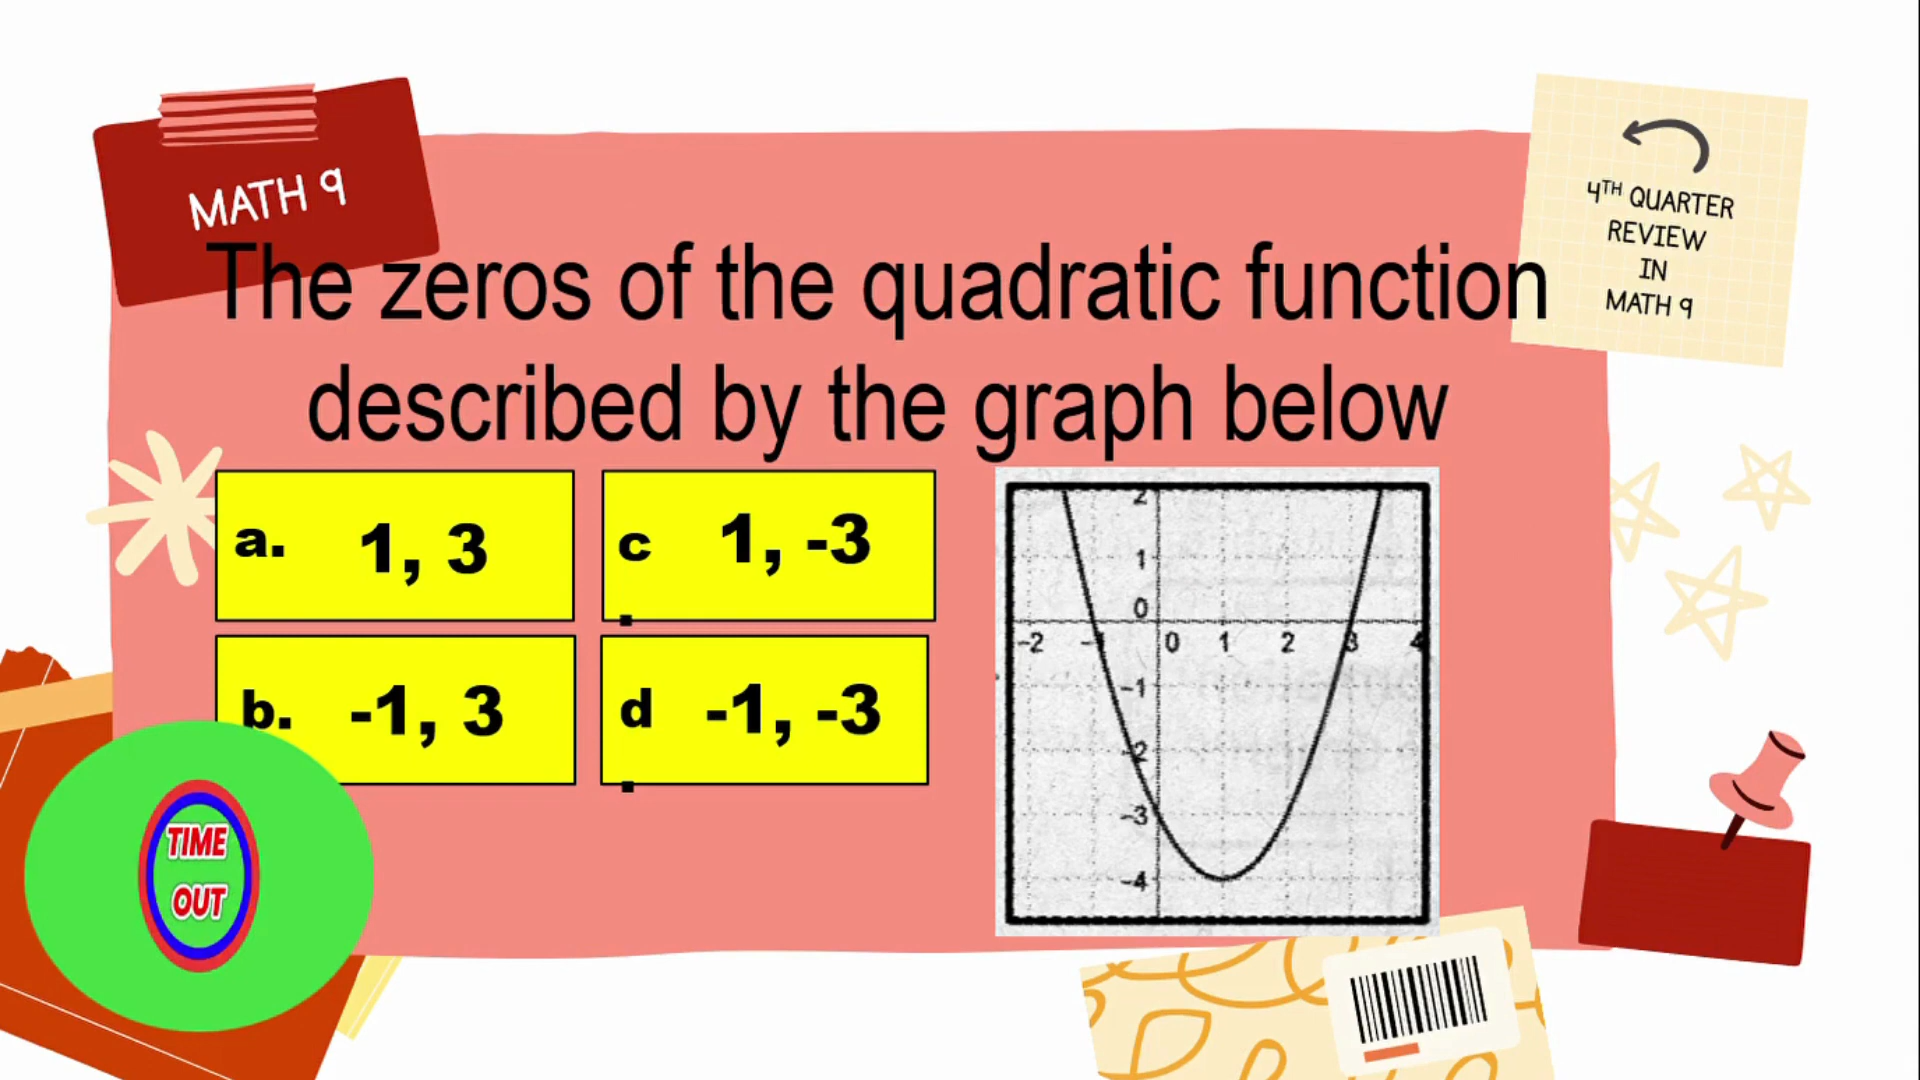 MATH 9
4TH QUARTER
REVIEW
IN
MATH 9
The zeros of the quadratic function
described by the graph below
a. 1, 3
c. 1, -3
b. -1, 3
d. -1, -3
TIME
OUT
2
1
0
-2 -1 0 1 2 3 4
-1
-2
-3
-4